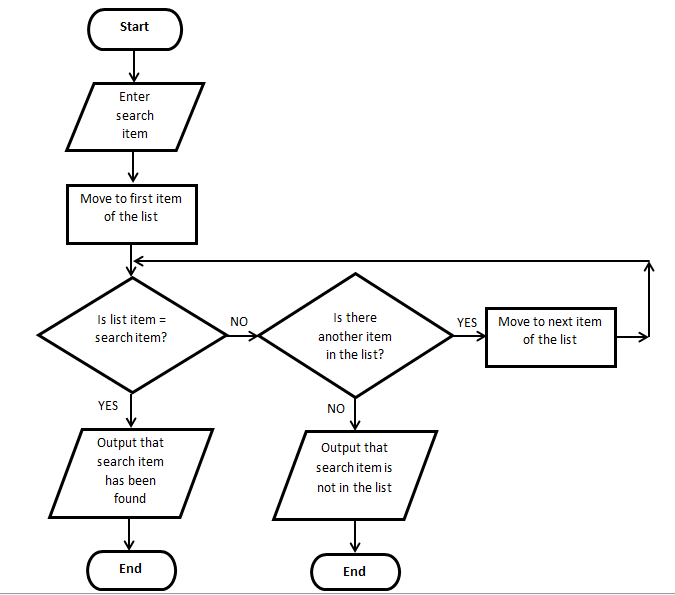 Start
Enter
search
item
Move to first item
of the list
Is list item =
search item?
NO
Is there
another item
in the list?
YES
Move to next item
of the list
YES
NO
Output that
search item
has been
found
Output that
search item is
not in the list
End
End